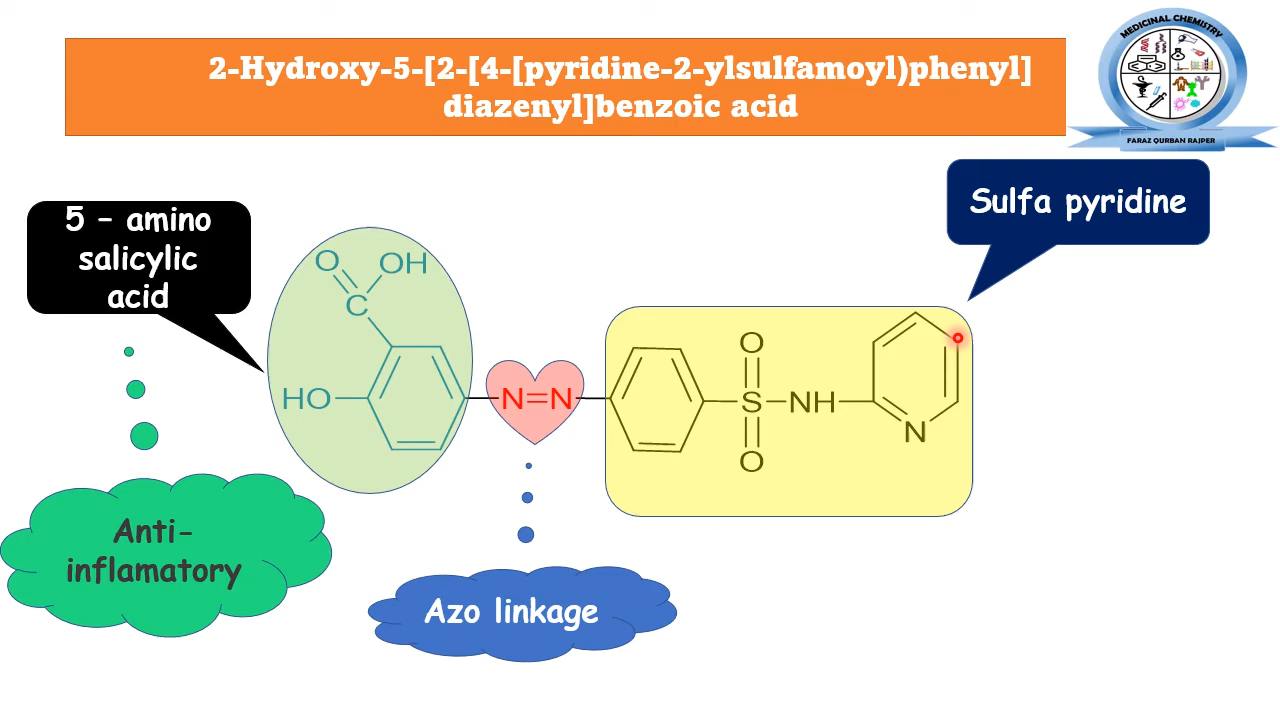 2-Hydroxy-5-[2-[4-[pyridine-2-ylsulfamoyl)phenyl]
diazenyl]benzoic acid
MEDICINAL CHEMISTRY
FARAZ QURBAN RAJPER
5 – amino
salicylic
acid
Sulfa pyridine
O
OH
C
HO
N=N
O
S
NH
O
N
Anti-
inflamatory
Azo linkage